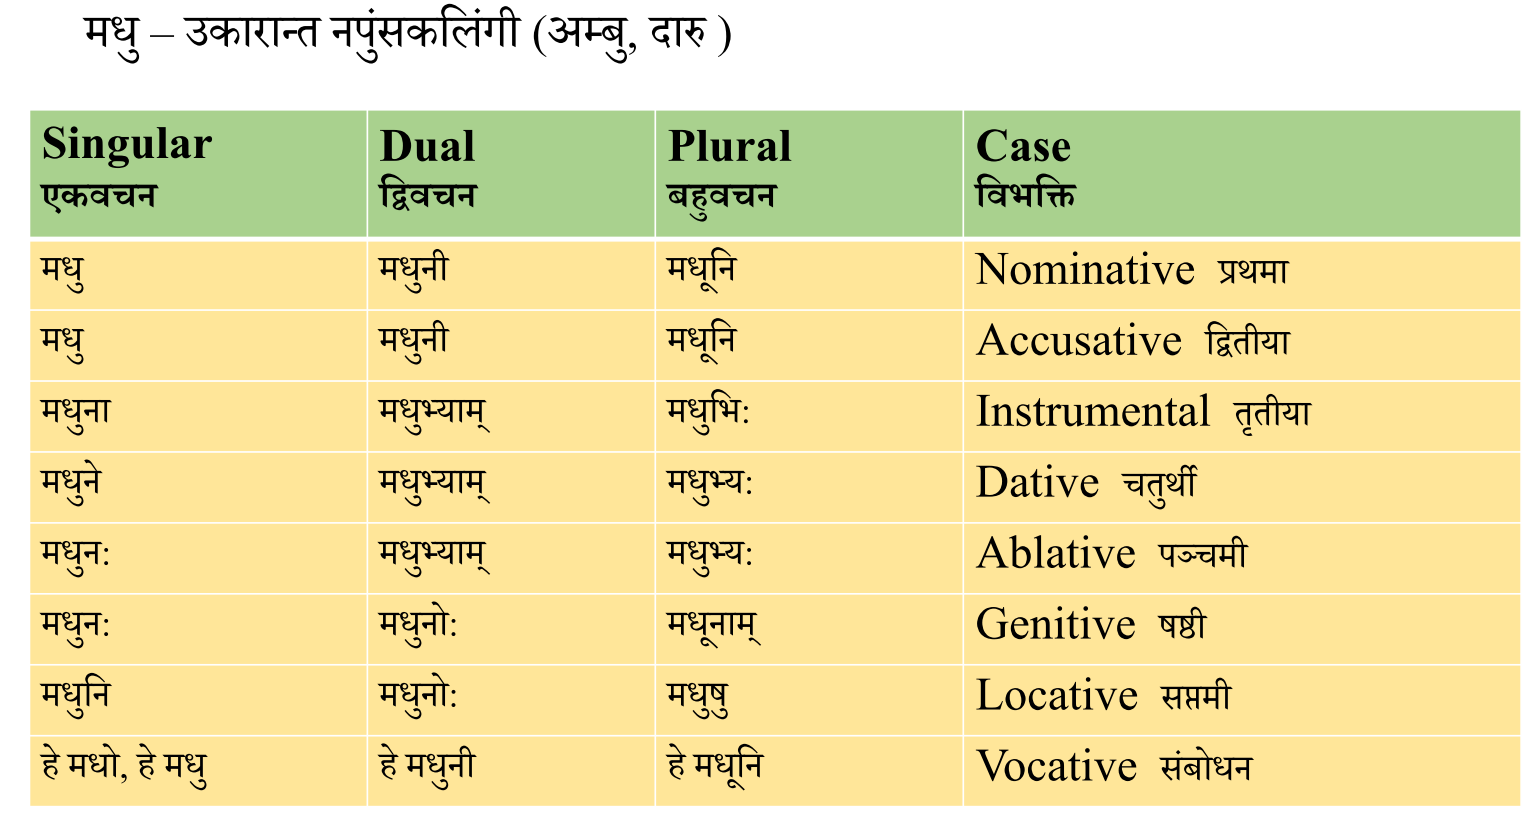 मधु – उकारान्त नपुंसकलिंगी (अम्बु, दारु )
Singular Dual Plural Case
एकवचन द्विवचन बहुवचन विभक्ति
मधु मधुनी मधूनि Nominative प्रथमा
मधु मधुनी मधूनि Accusative द्वितीया
मधुना मधुभ्याम् मधुभि: Instrumental तृतीया
मधुने मधुभ्याम् मधुभ्य: Dative चतुर्थी
मधुन: मधुभ्याम् मधुभ्य: Ablative पञ्चमी
मधुन: मधुनो: मधूनाम् Genitive षष्ठी
मधुनि मधुनो: मधुषु Locative सप्तमी
हे मधो, हे मधु हे मधुनी हे मधूनि Vocative संबोधन